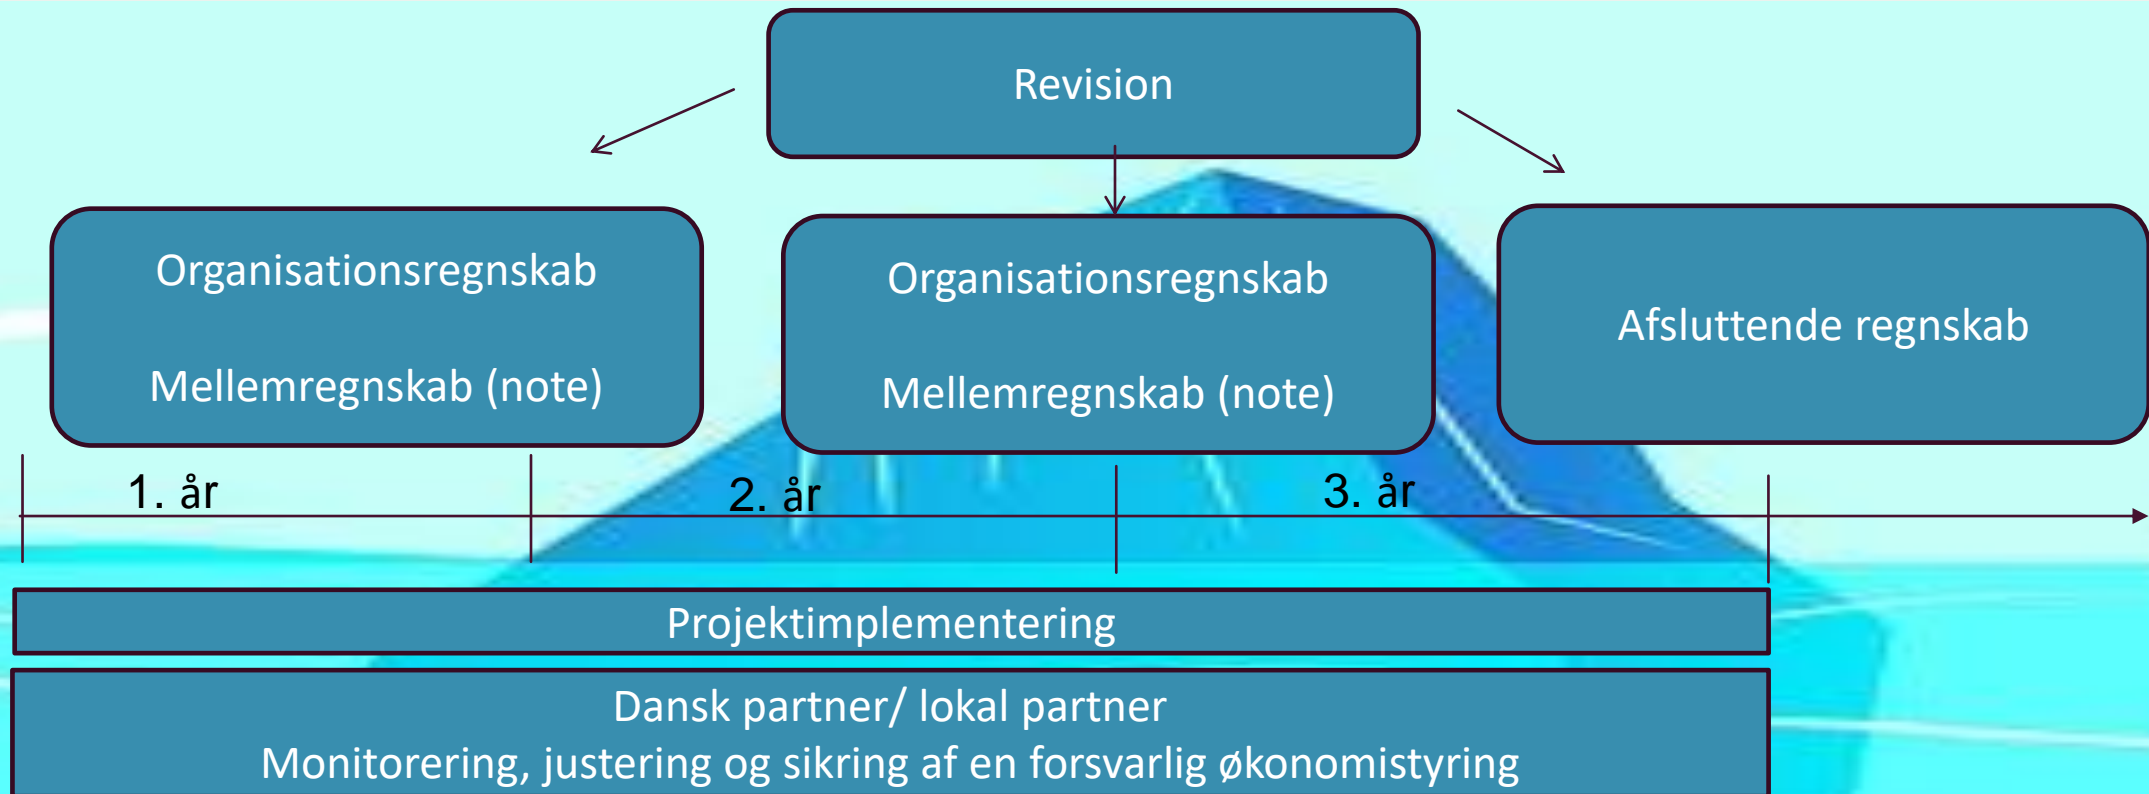 Revision
Organisationsregnskab
Mellemregnskab (note)
Organisationsregnskab
Mellemregnskab (note)
Afsluttende regnskab
1. år
2. år
3. år
Projektimplementering
Dansk partner/ lokal partner
Monitorering, justering og sikring af en forsvarlig økonomistyring